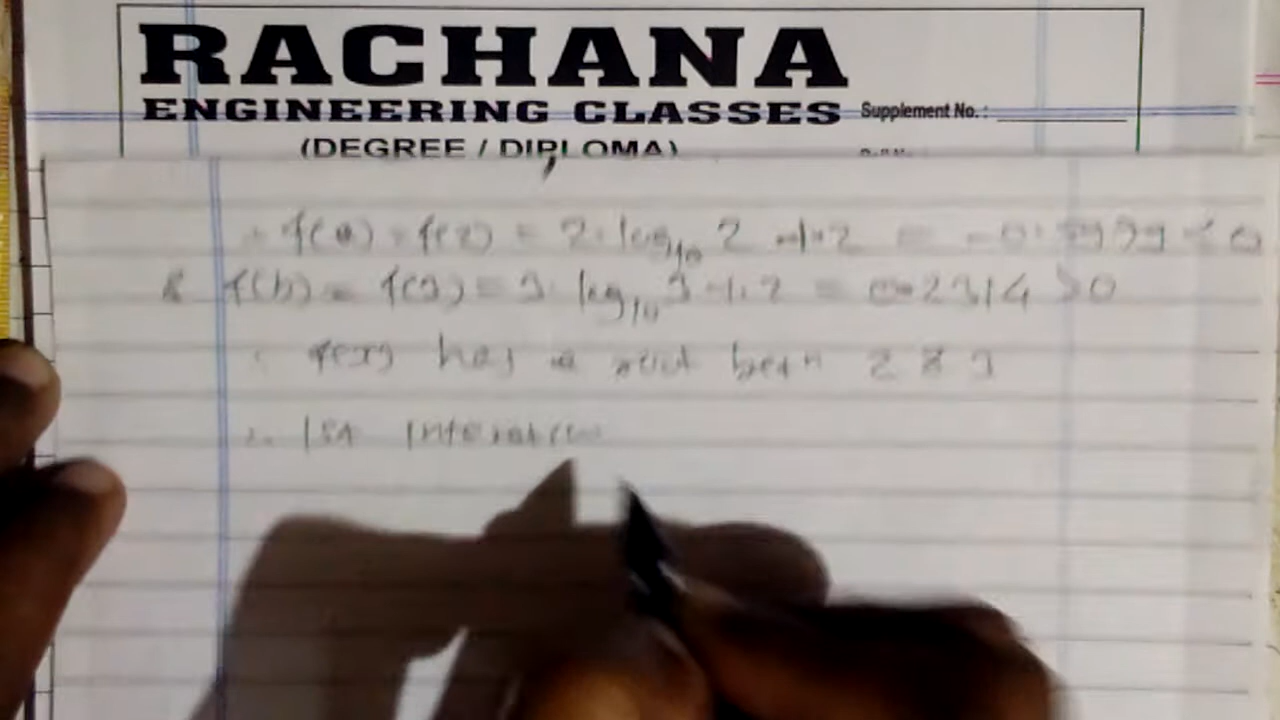 RACHANA
ENGINEERING CLASSES Supplement No. :
(DEGREE / DIPLOMA)
∴ f(a) = f(2) = 2·log₁₀ 2 - 1.2 = -0.5979 < 0
& f(b) = f(3) = 3·log₁₀ 3 - 1.2 = 0.2314 > 0
∴ f(x) has a root betn 2 & 3
∴ 1st